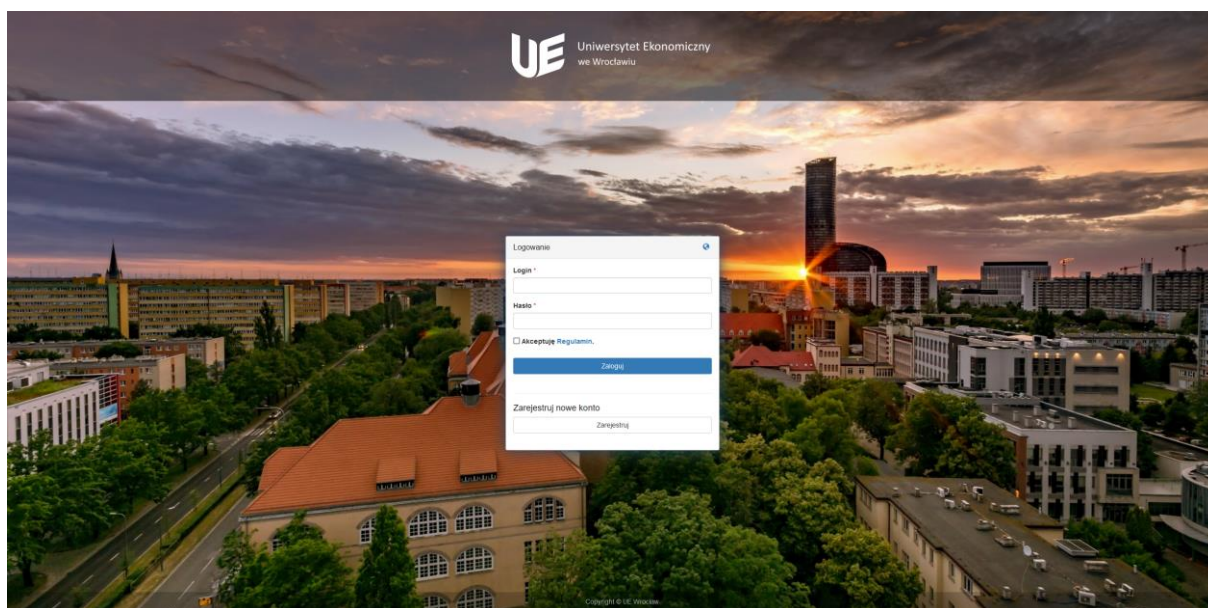 UE
Uniwersytet Ekonomiczny
we Wrocławiu
Logowanie
Login *
Hasło *
Akceptuję Regulamin.
Zaloguj
Zarejestruj nowe konto
Zarejestruj
Copyright © UE Wrocław